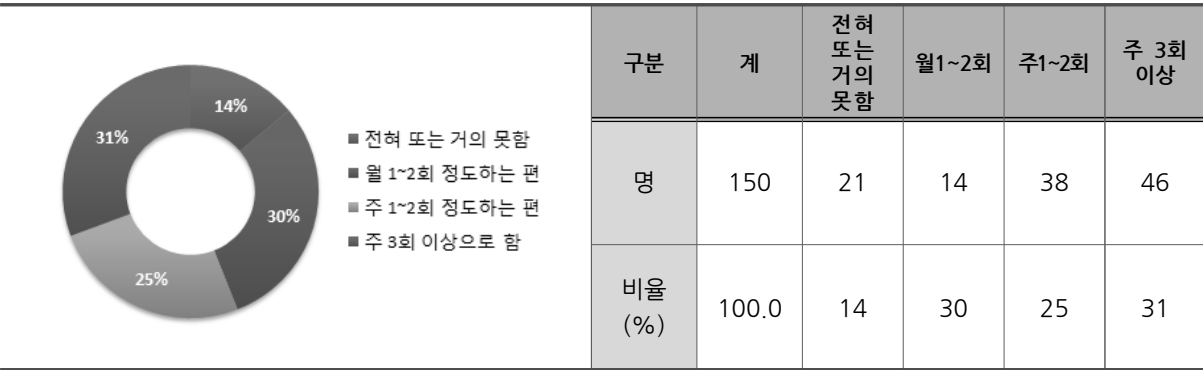 14%
31%
30%
25%
■ 전혀 또는 거의 못함
■ 월 1~2회 정도하는 편
■ 주 1~2회 정도하는 편
■ 주 3회 이상으로 함
구분 계 전혀 또는 거의 못함 월1~2회 주1~2회 주 3회 이상
명 150 21 14 38 46
비율 (%) 100.0 14 30 25 31